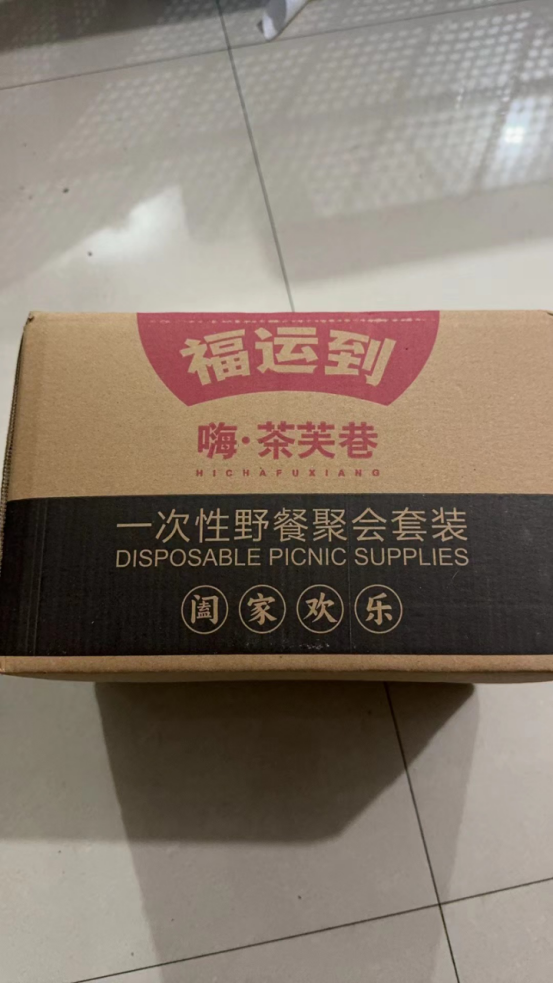 福运到
嗨·茶芙巷
HICHAFUXIANG
一次性野餐聚会套装
DISPOSABLE PICNIC SUPPLIES
阖家欢乐